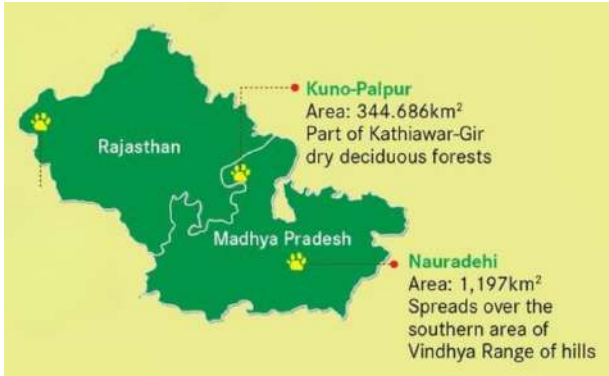 Kuno-Palpur
Area: 344.686km²
Part of Kathiawar-Gir
dry deciduous forests
Rajasthan
Madhya Pradesh
Nauradehi
Area: 1,197km²
Spreads over the
southern area of
Vindhya Range of hills